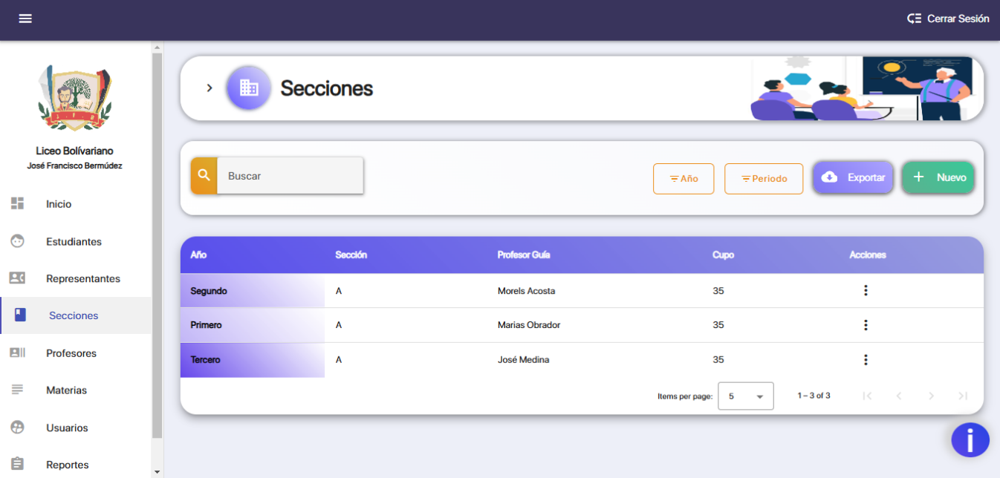 Cerrar Sesión
Liceo Bolívariano
José Francisco Bermúdez
Inicio
Estudiantes
Representantes
Secciones
Profesores
Materias
Usuarios
Reportes
Secciones
Buscar
Año
Periodo
Exportar
Nuevo
Año Sección Profesor Guía Cupo Acciones
Segundo A Morels Acosta 35
Primero A Marias Obrador 35
Tercero A José Medina 35
Items per page: 5 1 – 3 of 3
i